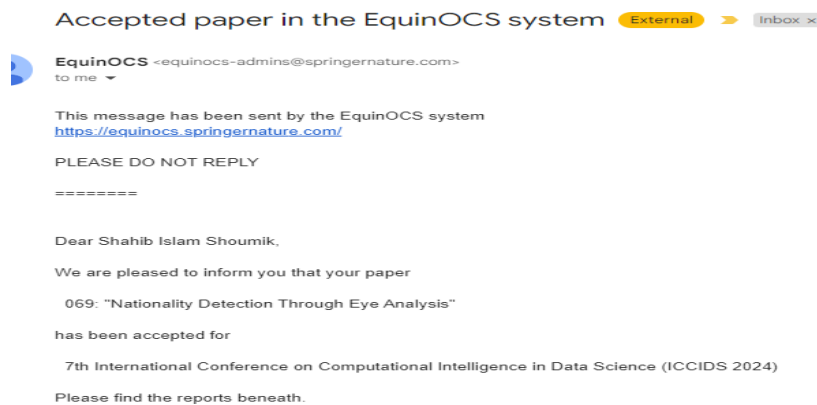 Accepted paper in the EquinOCS system External Inbox x
EquinOCS <equinocs-admins@springernature.com>
to me
This message has been sent by the EquinOCS system
https://equinocs.springernature.com/
PLEASE DO NOT REPLY
========
Dear Shahib Islam Shoumik,
We are pleased to inform you that your paper
069: "Nationality Detection Through Eye Analysis"
has been accepted for
7th International Conference on Computational Intelligence in Data Science (ICCIDS 2024)
Please find the reports beneath.